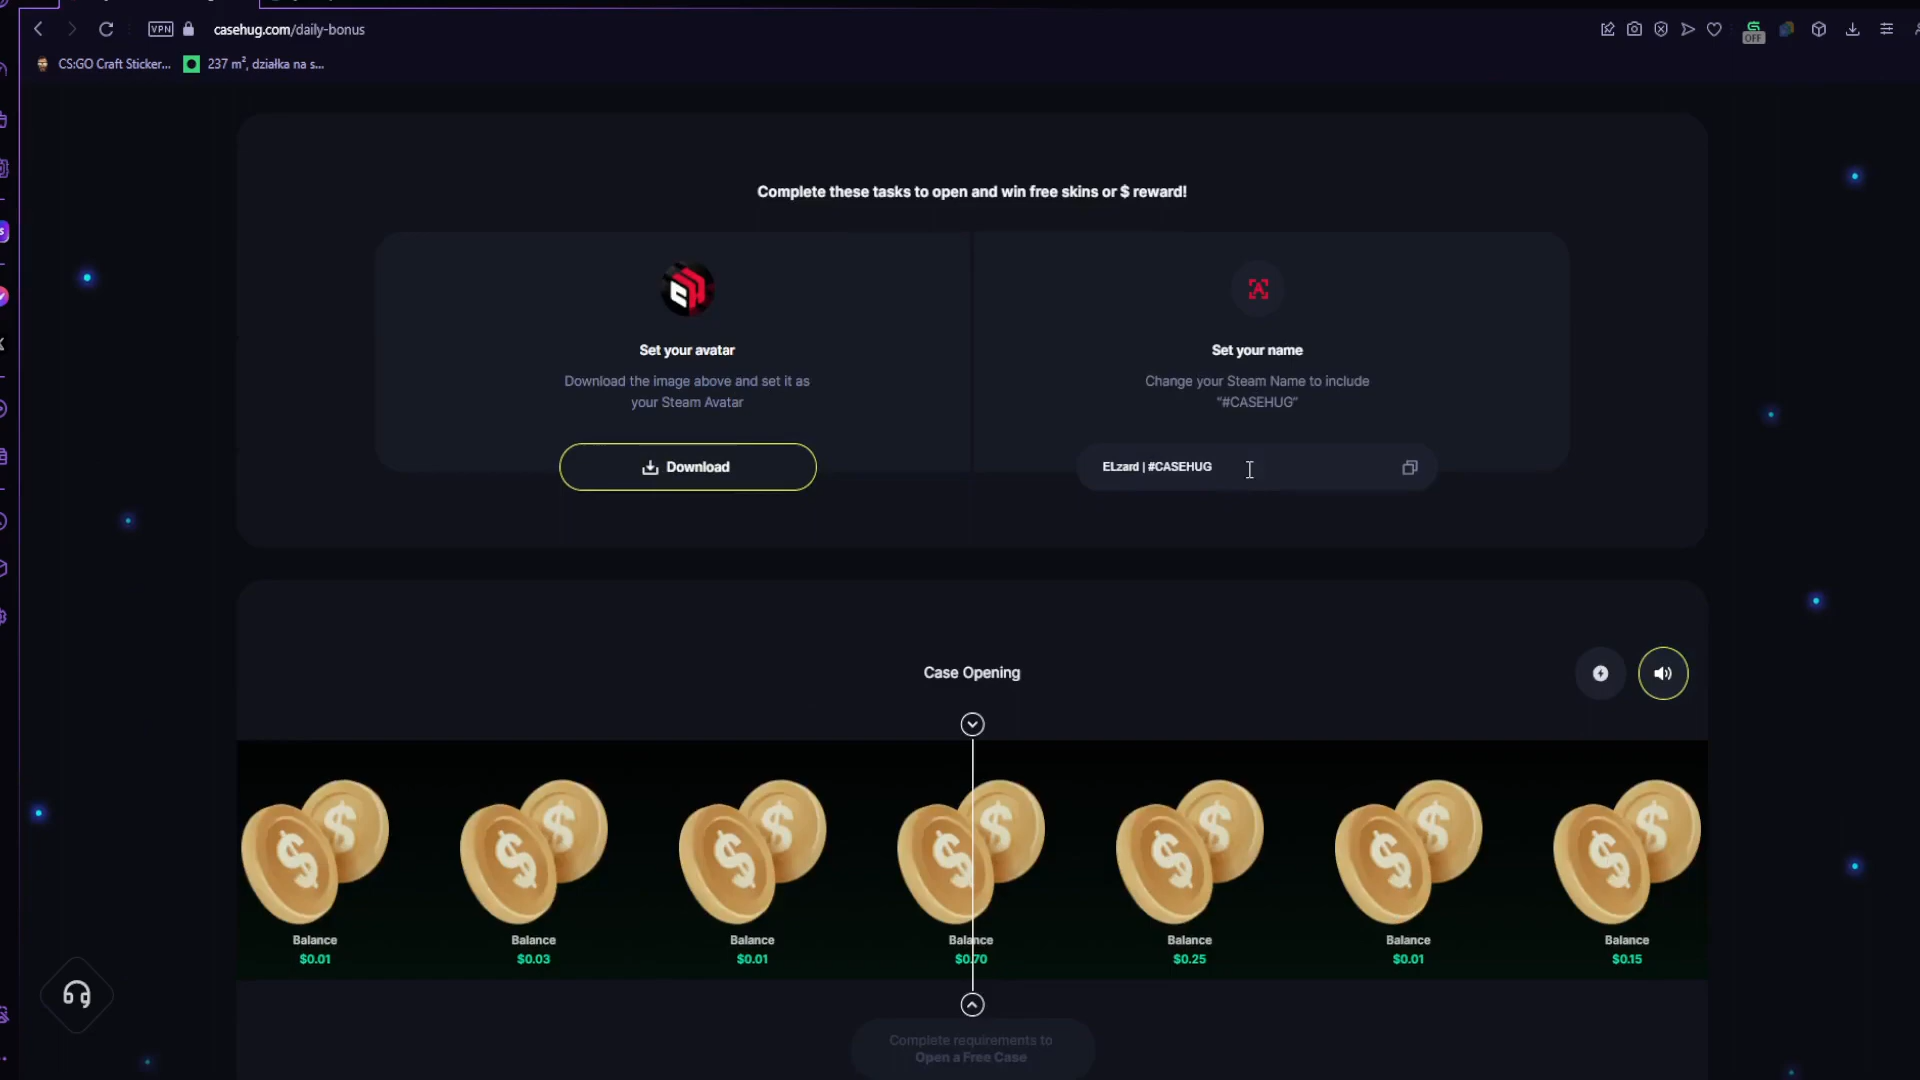 VPN
casehug.com/daily-bonus
OFF
CS:GO Craft Sticker...
237 m², działka na s...
Complete these tasks to open and win free skins or $ reward!
Set your avatar
Download the image above and set it as
your Steam Avatar
Download
Set your name
Change your Steam Name to include
"#CASEHUG"
ELzard | #CASEHUG
Case Opening
Balance
$0.01
Balance
$0.03
Balance
$0.01
Balance
$0.70
Balance
$0.25
Balance
$0.01
Balance
$0.15
Complete requirements to
Open a Free Case